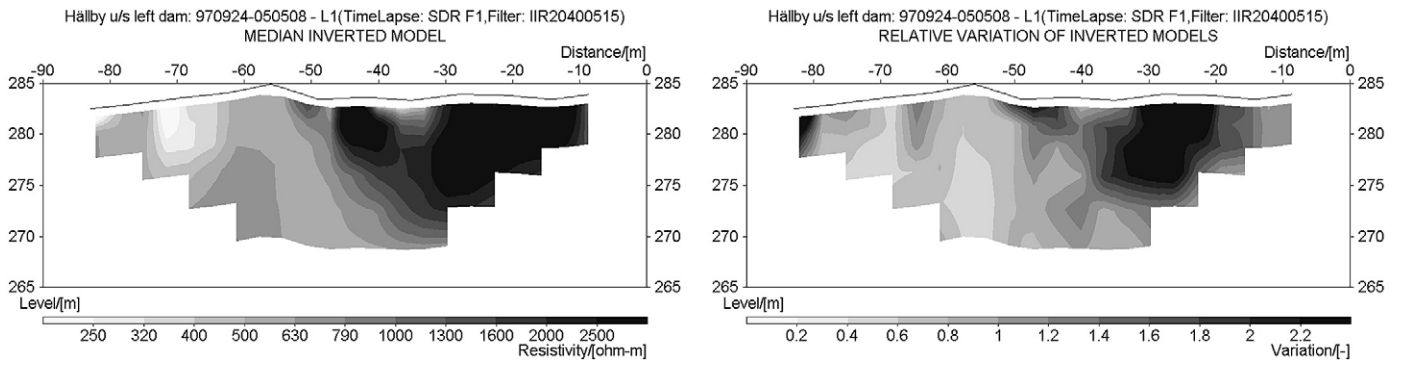 Hällby u/s left dam: 970924-050508 - L1(TimeLapse: SDR F1,Filter: IIR20400515)
MEDIAN INVERTED MODEL
Distance/[m]
-90 -80 -70 -60 -50 -40 -30 -20 -10 0
285 285
280 280
275 275
270 270
265 265
Level/[m]
250 320 400 500 630 790 1000 1300 1600 2000 2500
Resistivity/[ohm-m]
Hällby u/s left dam: 970924-050508 - L1(TimeLapse: SDR F1,Filter: IIR20400515)
RELATIVE VARIATION OF INVERTED MODELS
Distance/[m]
-90 -80 -70 -60 -50 -40 -30 -20 -10 0
285 285
280 280
275 275
270 270
265 265
Level/[m]
0.2 0.4 0.6 0.8 1 1.2 1.4 1.6 1.8 2 2.2
Variation/[-]